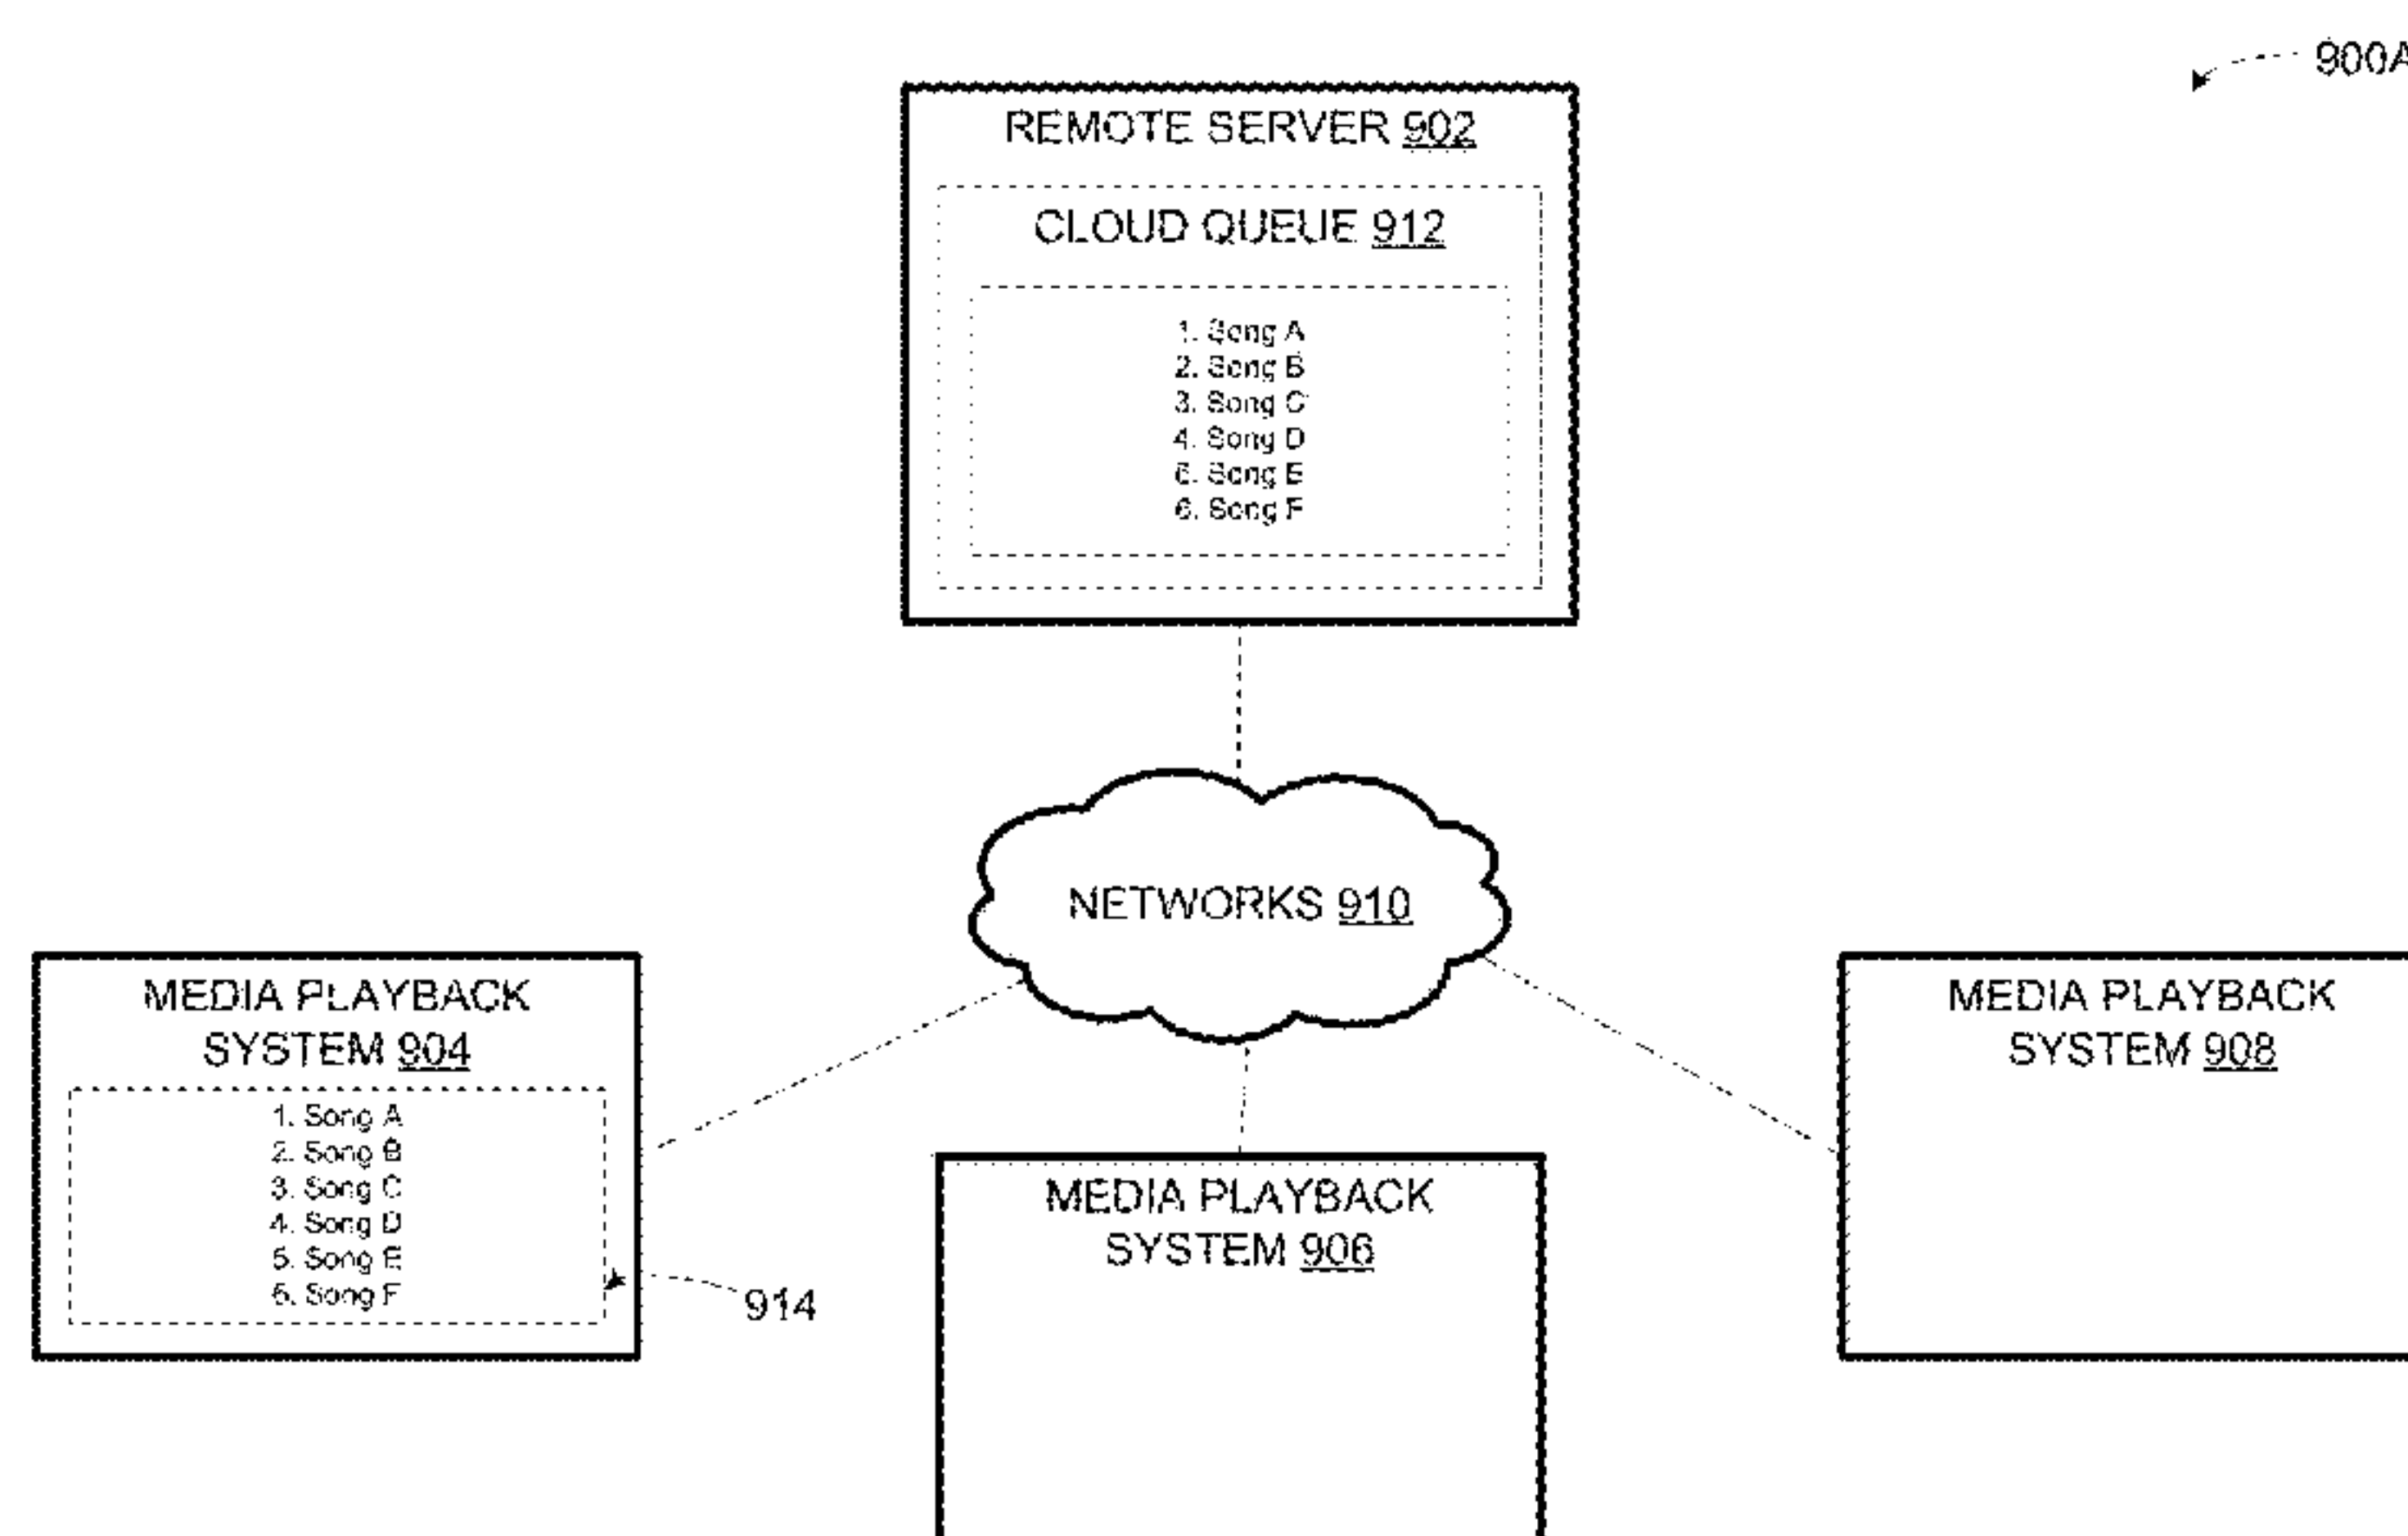 900A
REMOTE SERVER 902
CLOUD QUEUE 912
1. Song A
2. Song B
3. Song C
4. Song D
5. Song E
6. Song F
NETWORKS 910
MEDIA PLAYBACK
SYSTEM 904
1. Song A
2. Song B
3. Song C
4. Song D
5. Song E
6. Song F
914
MEDIA PLAYBACK
SYSTEM 906
MEDIA PLAYBACK
SYSTEM 908